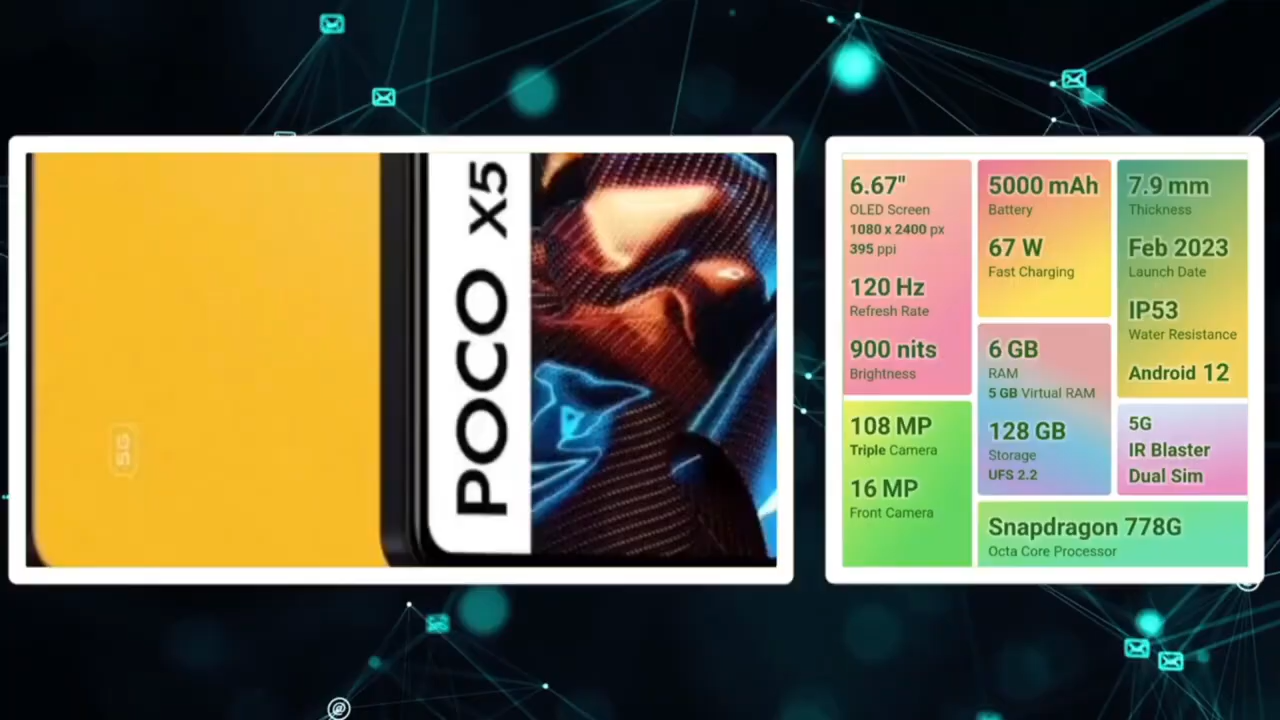 5G
POCO X5
6.67"
OLED Screen
1080 x 2400 px
395 ppi
120 Hz
Refresh Rate
900 nits
Brightness
108 MP
Triple Camera
16 MP
Front Camera
5000 mAh
Battery
67 W
Fast Charging
6 GB
RAM
5 GB Virtual RAM
128 GB
Storage
UFS 2.2
7.9 mm
Thickness
Feb 2023
Launch Date
IP53
Water Resistance
Android 12
5G
IR Blaster
Dual Sim
Snapdragon 778G
Octa Core Processor